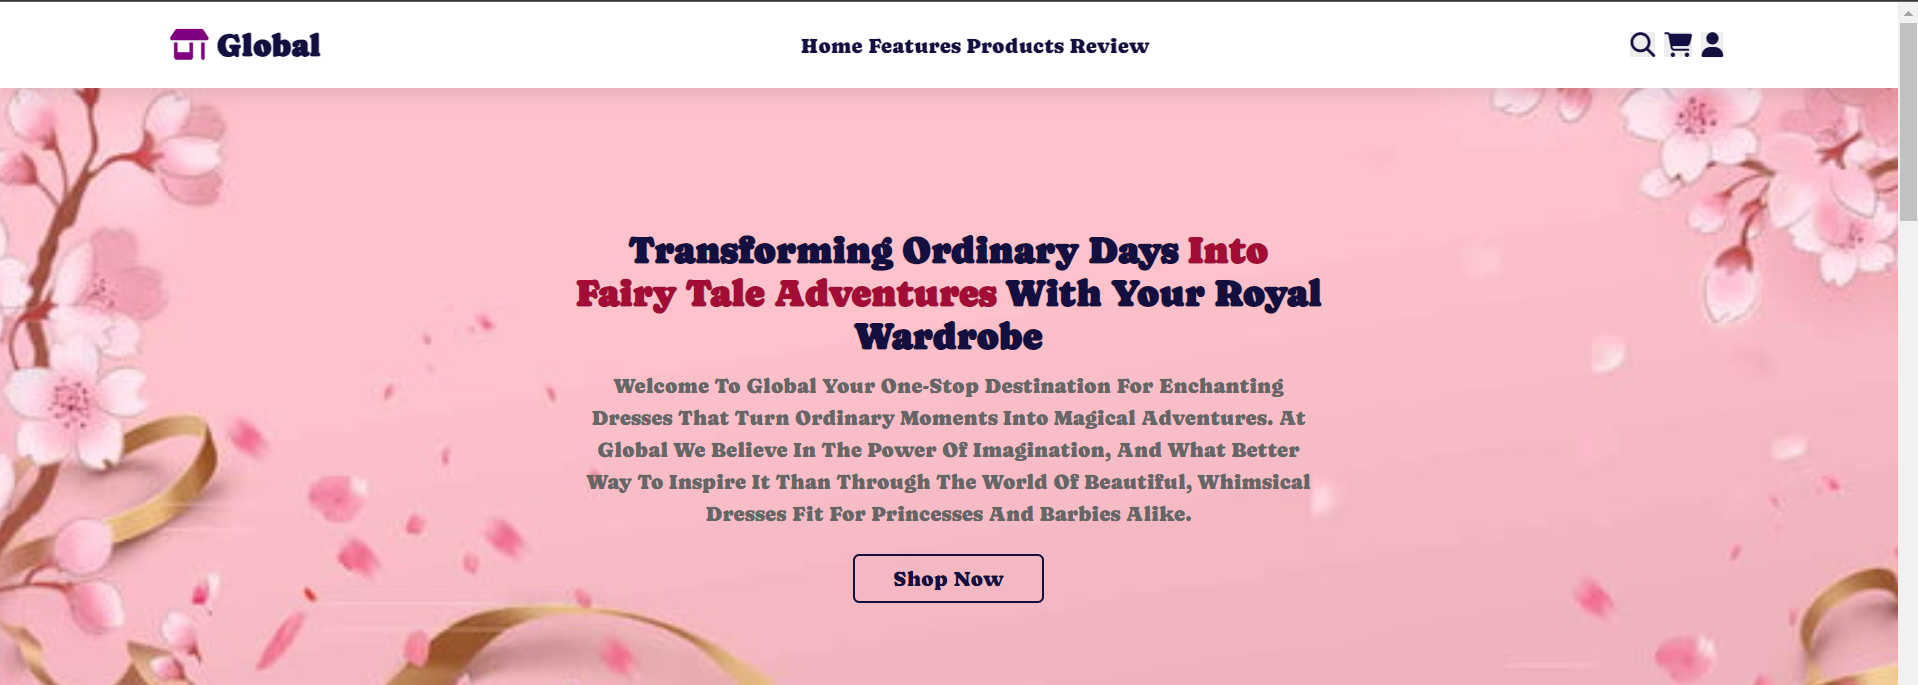 Global
Home Features Products Review
Transforming Ordinary Days Into
Fairy Tale Adventures With Your Royal
Wardrobe
Welcome To Global Your One-Stop Destination For Enchanting
Dresses That Turn Ordinary Moments Into Magical Adventures. At
Global We Believe In The Power Of Imagination, And What Better
Way To Inspire It Than Through The World Of Beautiful, Whimsical
Dresses Fit For Princesses And Barbies Alike.
Shop Now